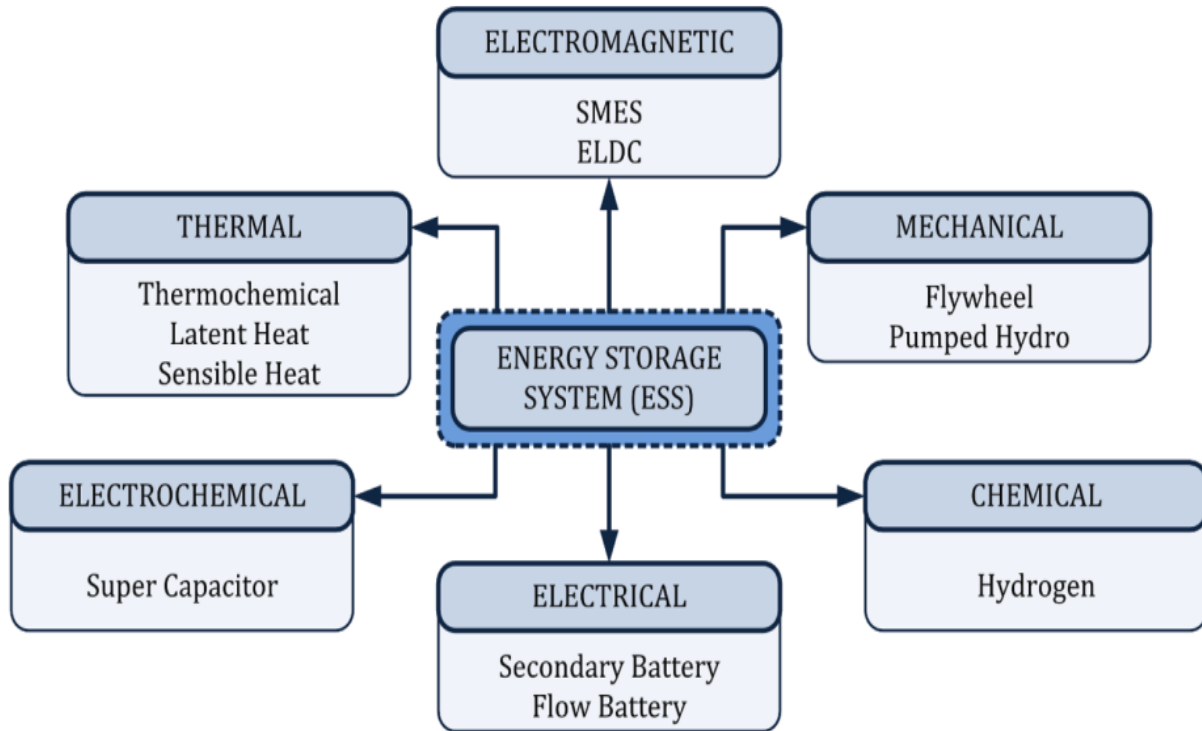 ELECTROMAGNETIC
SMES
ELDC
THERMAL
Thermochemical
Latent Heat
Sensible Heat
MECHANICAL
Flywheel
Pumped Hydro
ENERGY STORAGE
SYSTEM (ESS)
ELECTROCHEMICAL
Super Capacitor
ELECTRICAL
Secondary Battery
Flow Battery
CHEMICAL
Hydrogen